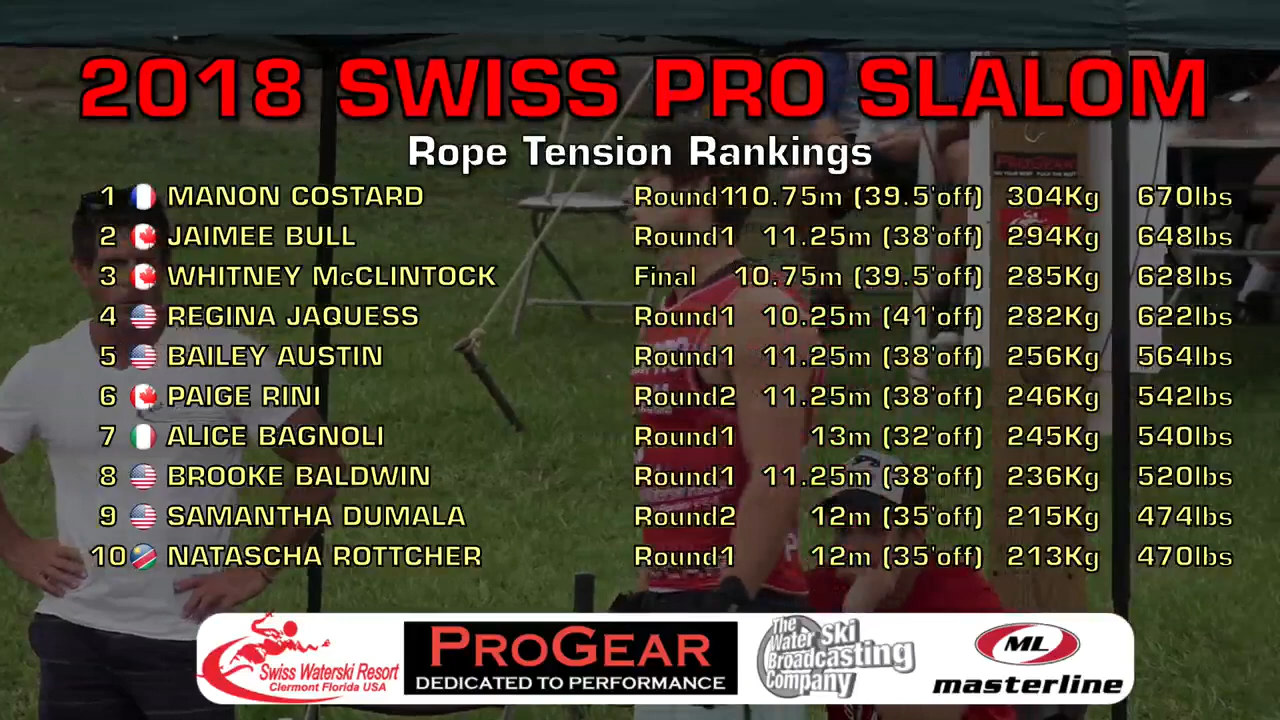 2018 SWISS PRO SLALOM
Rope Tension Rankings
1 MANON COSTARD Round1 10.75m (39.5'off) 304Kg 670lbs
2 JAIMEE BULL Round1 11.25m (38'off) 294Kg 648lbs
3 WHITNEY McCLINTOCK Final 10.75m (39.5'off) 285Kg 628lbs
4 REGINA JAQUESS Round1 10.25m (41'off) 282Kg 622lbs
5 BAILEY AUSTIN Round1 11.25m (38'off) 256Kg 564lbs
6 PAIGE RINI Round2 11.25m (38'off) 246Kg 542lbs
7 ALICE BAGNOLI Round1 13m (32'off) 245Kg 540lbs
8 BROOKE BALDWIN Round1 11.25m (38'off) 236Kg 520lbs
9 SAMANTHA DUMALA Round2 12m (35'off) 215Kg 474lbs
10 NATASCHA ROTTCHER Round1 12m (35'off) 213Kg 470lbs
PROGEAR
Swiss Waterski Resort
Clermont Florida USA
PROGEAR
DEDICATED TO PERFORMANCE
The
Water Ski
Broadcasting
Company
ML
masterline